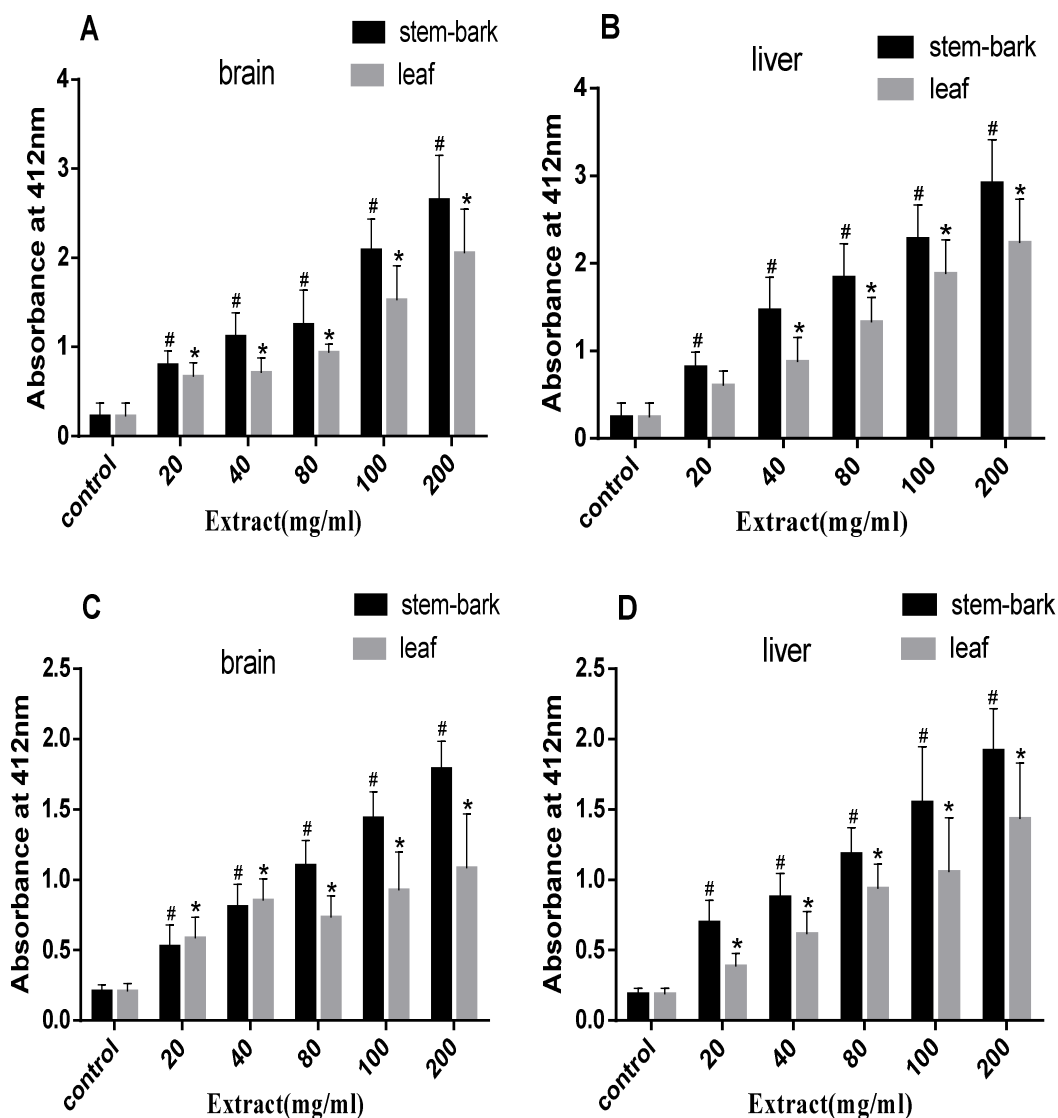 A
stem-bark
leaf
brain
Absorbance at 412nm
4
3
2
1
0
# * # * # * # * # *
control 20 40 80 100 200
Extract(mg/ml)
B
stem-bark
leaf
liver
Absorbance at 412nm
4
3
2
1
0
# # * # * # * # *
control 20 40 80 100 200
Extract(mg/ml)
C
stem-bark
leaf
brain
Absorbance at 412nm
2.5
2.0
1.5
1.0
0.5
0.0
# * # * # * # * # *
control 20 40 80 100 200
Extract(mg/ml)
D
stem-bark
leaf
liver
Absorbance at 412nm
2.5
2.0
1.5
1.0
0.5
0.0
# * # * # * # * # *
control 20 40 80 100 200
Extract(mg/ml)